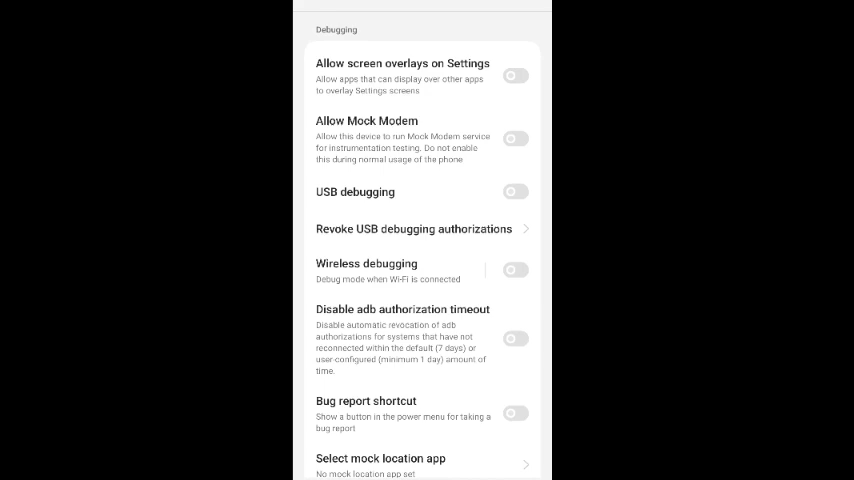 Debugging
Allow screen overlays on Settings
Allow apps that can display over other apps
to overlay Settings screens
Allow Mock Modem
Allow this device to run Mock Modem service
for instrumentation testing. Do not enable
this during normal usage of the phone
USB debugging
Revoke USB debugging authorizations
Wireless debugging
Debug mode when Wi-Fi is connected
Disable adb authorization timeout
Disable automatic revocation of adb
authorizations for systems that have not
reconnected within the default (7 days) or
user-configured (minimum 1 day) amount of
time.
Bug report shortcut
Show a button in the power menu for taking a
bug report
Select mock location app
No mock location app set